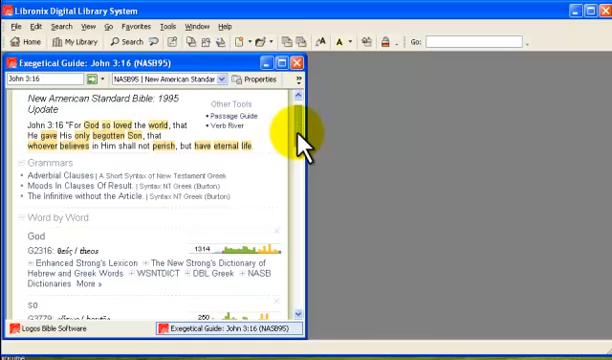 Libronix Digital Library System
File Edit Search View Go Favorites Tools Window Help
Home My Library Search Go:
Exegetical Guide: John 3:16 (NASB95)
John 3:16 NASB95 | New American Standar Properties
New American Standard Bible: 1995
Update
Other Tools
• Passage Guide
• Verb River
John 3:16 "For God so loved the world, that
He gave His only begotten Son, that
whoever believes in Him shall not perish, but have eternal life
Grammars
Adverbial Clauses | A Short Syntax of New Testament Greek
Moods In Clauses Of Result. | Syntax NT Greek (Burton)
The Infinitive without the Article. | Syntax NT Greek (Burton)
Word by Word
God
G2316: θεός / theos 1314
Enhanced Strong's Lexicon The New Strong's Dictionary of
Hebrew and Greek Words WSNTDICT DBL Greek NASB
Dictionaries More »
so
250
Logos Bible Software Exegetical Guide: John 3:16 (NASB95)